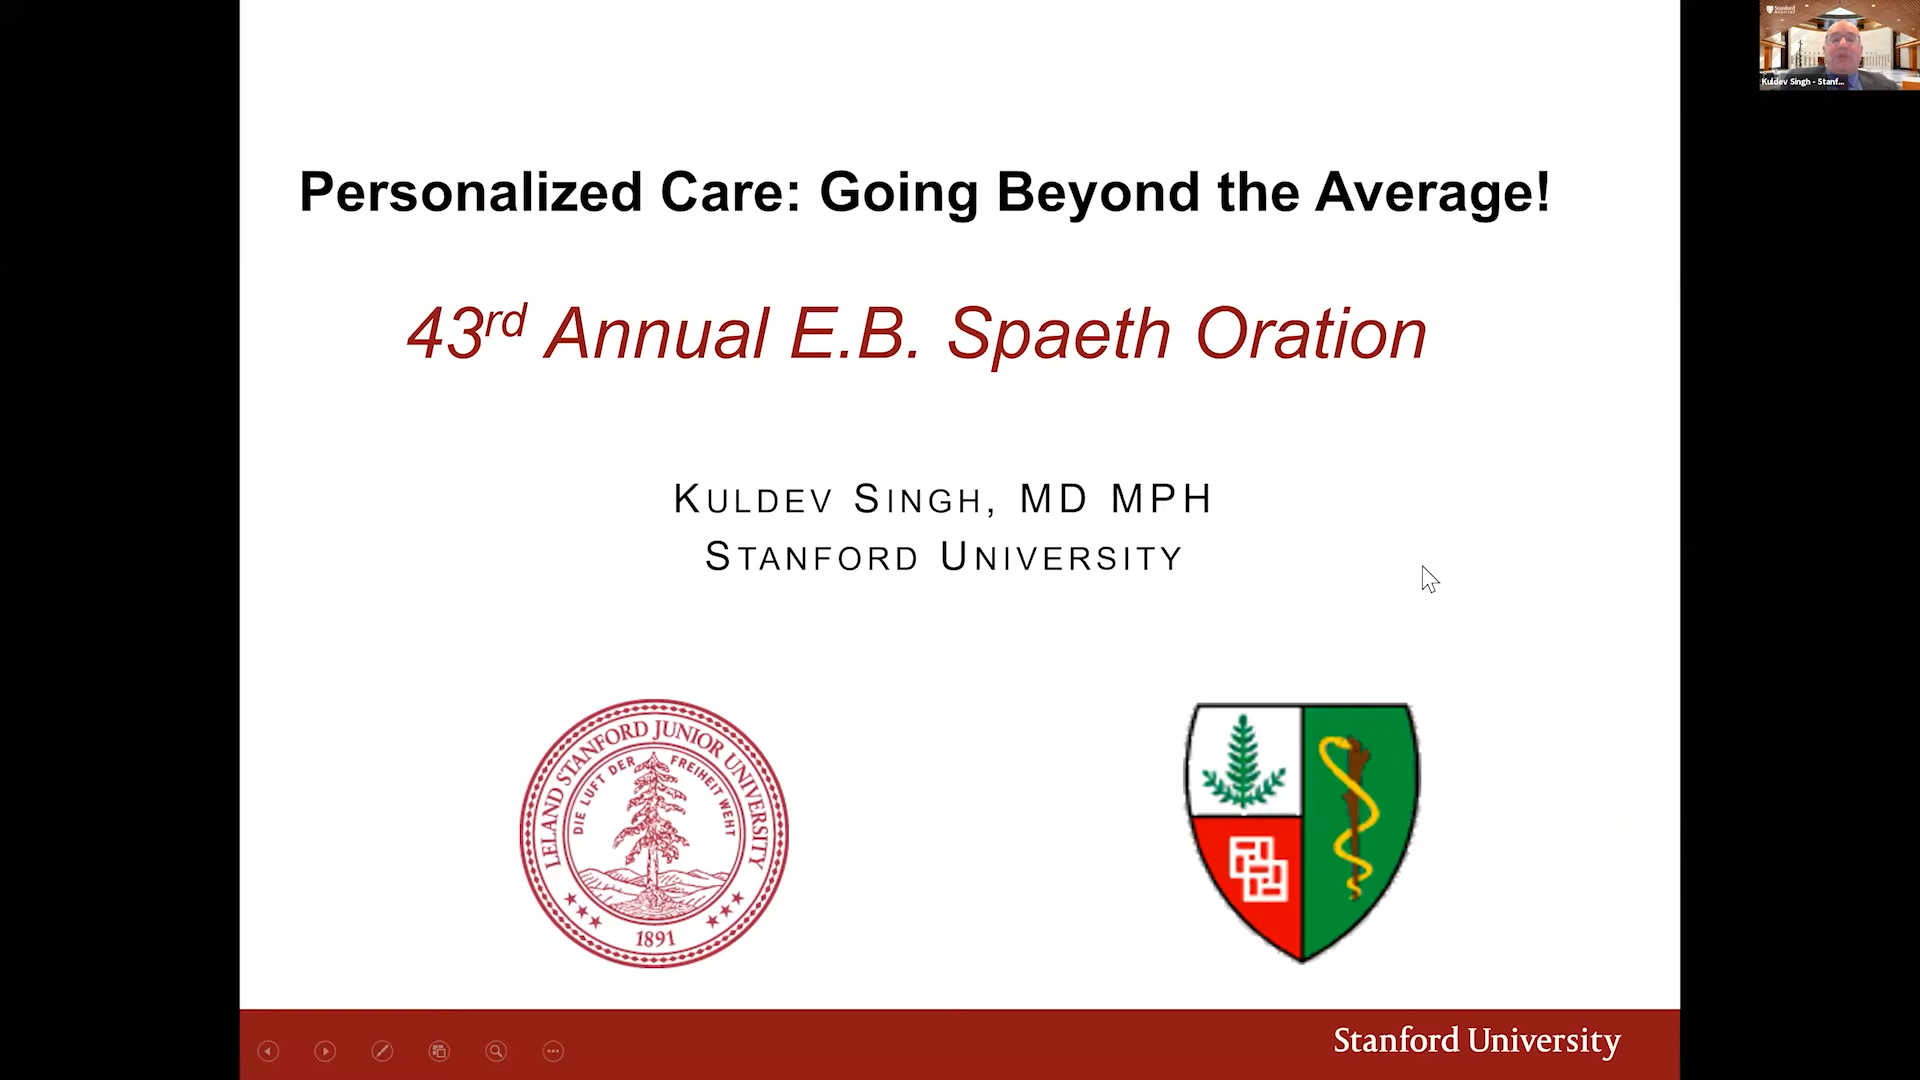 Stanford
Kuldev Singh - Stanf...
Personalized Care: Going Beyond the Average!
43rd Annual E.B. Spaeth Oration
KULDEV SINGH, MD MPH
STANFORD UNIVERSITY
LELAND STANFORD JUNIOR UNIVERSITY
DIE LUFT DER FREIHEIT WEHT
1891
Stanford University